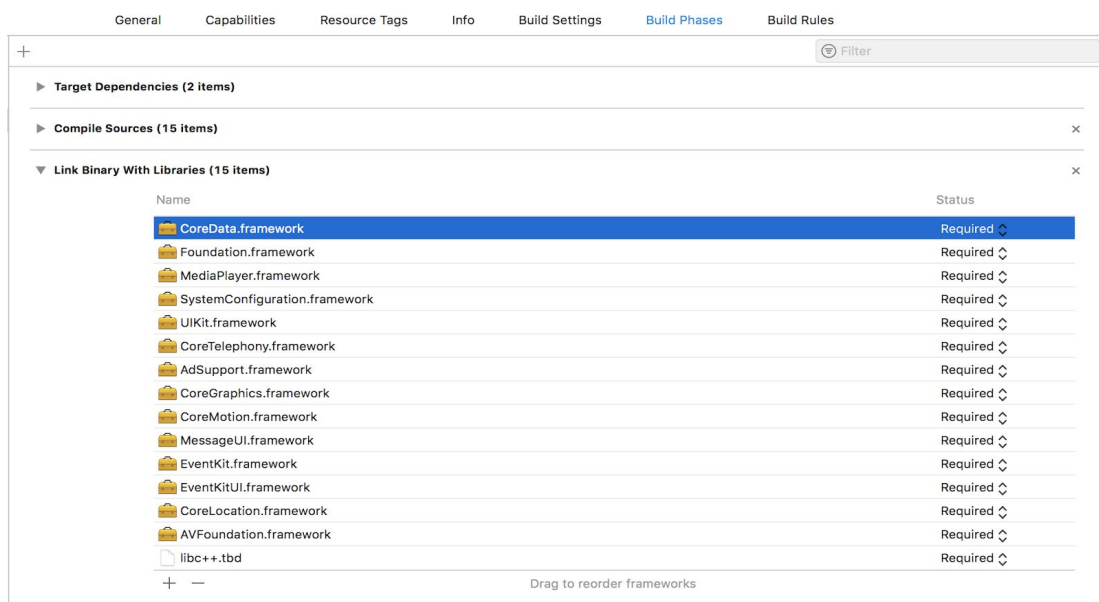 General Capabilities Resource Tags Info Build Settings Build Phases Build Rules
Filter
Target Dependencies (2 items)
Compile Sources (15 items)
Link Binary With Libraries (15 items)
Name Status
CoreData.framework Required
Foundation.framework Required
MediaPlayer.framework Required
SystemConfiguration.framework Required
UIKit.framework Required
CoreTelephony.framework Required
AdSupport.framework Required
CoreGraphics.framework Required
CoreMotion.framework Required
MessageUI.framework Required
EventKit.framework Required
EventKitUI.framework Required
CoreLocation.framework Required
AVFoundation.framework Required
libc++.tbd Required
Drag to reorder frameworks